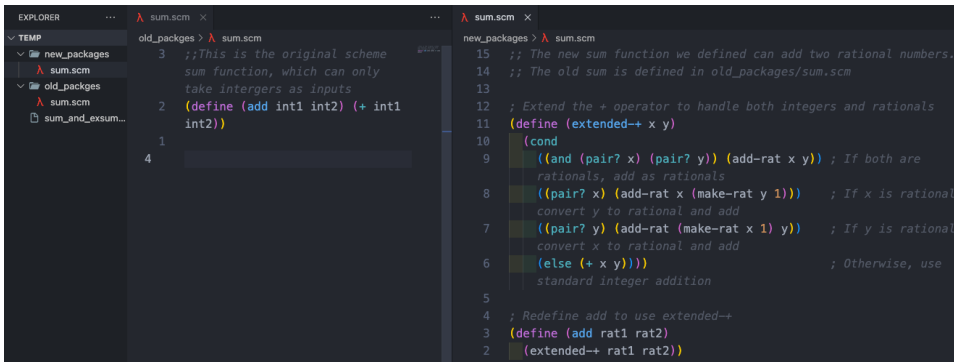 EXPLORER ...
TEMP
new_packages
λ sum.scm
old_packges
λ sum.scm
sum_and_exsum...
λ sum.scm × ...
old_packges > λ sum.scm
3 ;;This is the original scheme
sum function, which can only
take intergers as inputs
2 (define (add int1 int2) (+ int1
int2))
1
4
λ sum.scm ×
new_packages > λ sum.scm
15 ;; The new sum function we defined can add two rational numbers.
14 ;; The old sum is defined in old_packages/sum.scm
13
12 ; Extend the + operator to handle both integers and rationals
11 (define (extended-+ x y)
10 (cond
9 ((and (pair? x) (pair? y)) (add-rat x y)) ; If both are
rationals, add as rationals
8 ((pair? x) (add-rat x (make-rat y 1))) ; If x is rational
convert y to rational and add
7 ((pair? y) (add-rat (make-rat x 1) y)) ; If y is rational
convert x to rational and add
6 (else (+ x y)))) ; Otherwise, use
standard integer addition
5
4 ; Redefine add to use extended-+
3 (define (add rat1 rat2)
2 (extended-+ rat1 rat2))